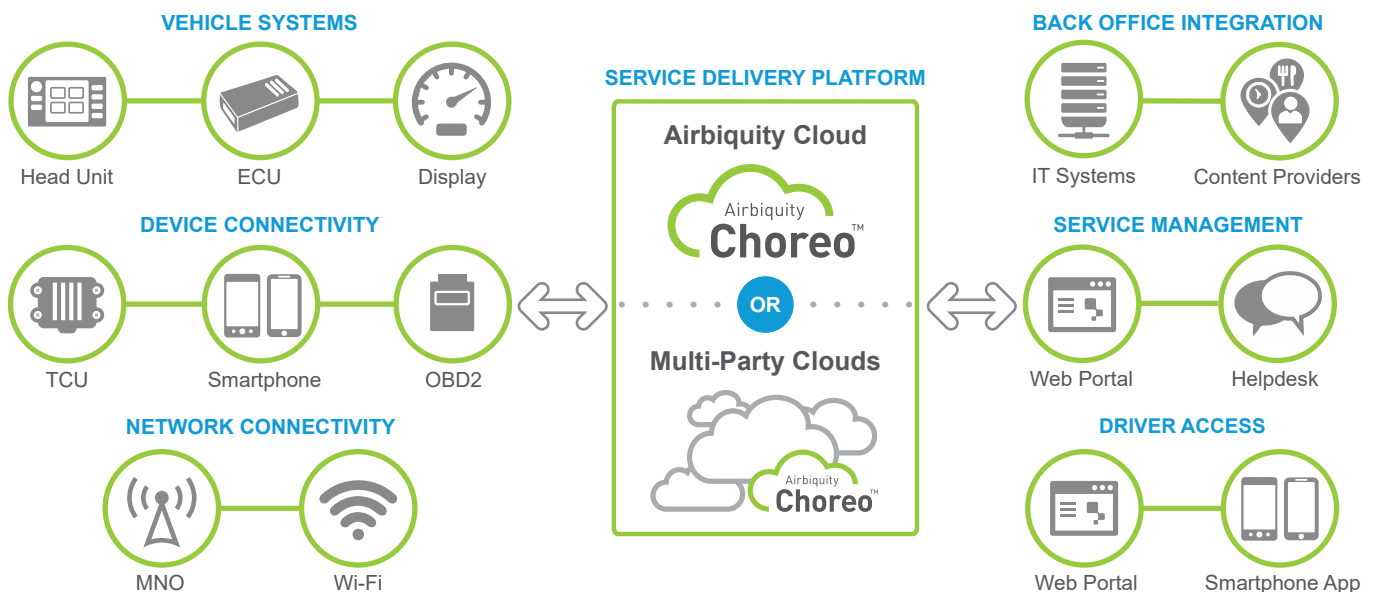 VEHICLE SYSTEMS
Head Unit
ECU
Display
DEVICE CONNECTIVITY
TCU
Smartphone
OBD2
NETWORK CONNECTIVITY
MNO
Wi-Fi
SERVICE DELIVERY PLATFORM
Airbiquity Cloud
Airbiquity
Choreo™
OR
Multi-Party Clouds
Airbiquity
Choreo™
BACK OFFICE INTEGRATION
IT Systems
Content Providers
SERVICE MANAGEMENT
Web Portal
Helpdesk
DRIVER ACCESS
Web Portal
Smartphone App